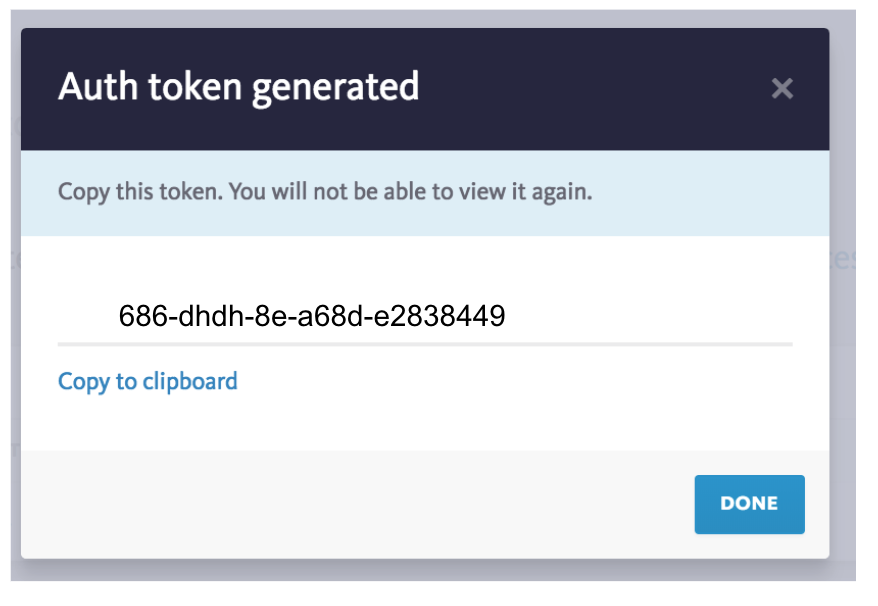 Auth token generated
×
Copy this token. You will not be able to view it again.
686-dhdh-8e-a68d-e2838449
Copy to clipboard
DONE